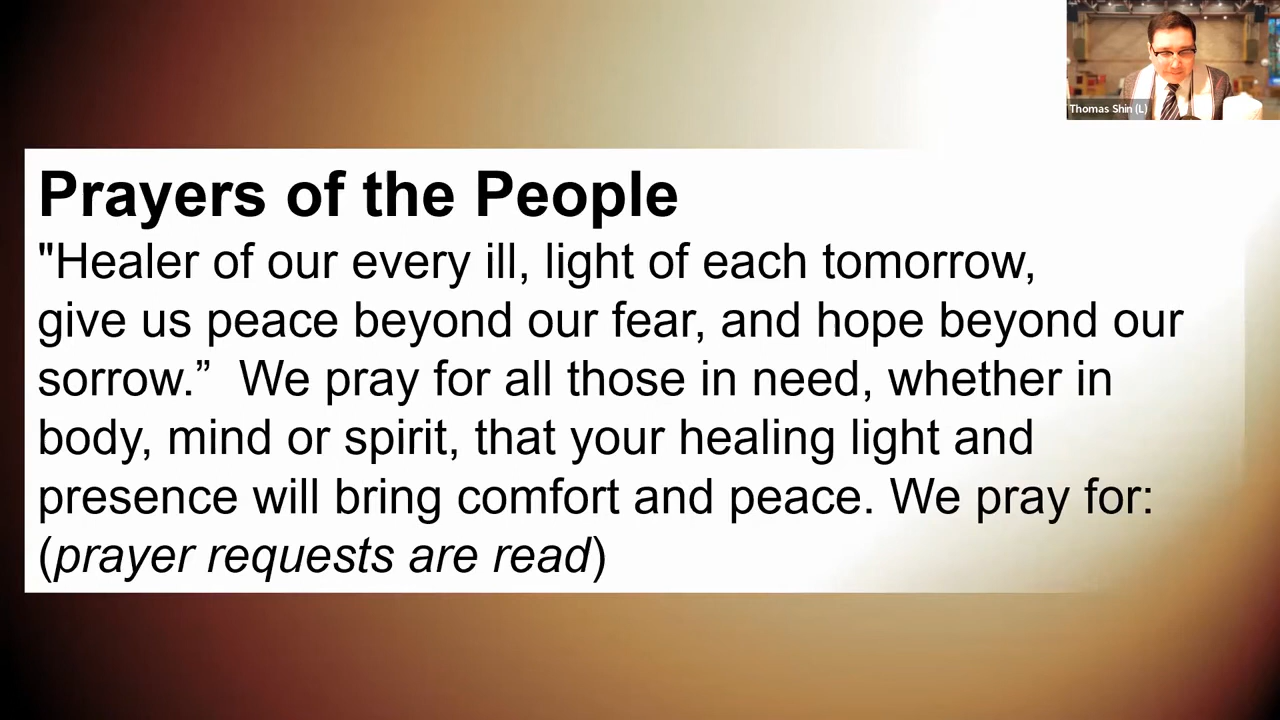 Thomas Shin (L)
Prayers of the People
"Healer of our every ill, light of each tomorrow,
give us peace beyond our fear, and hope beyond our
sorrow.”  We pray for all those in need, whether in
body, mind or spirit, that your healing light and
presence will bring comfort and peace. We pray for:
(prayer requests are read)